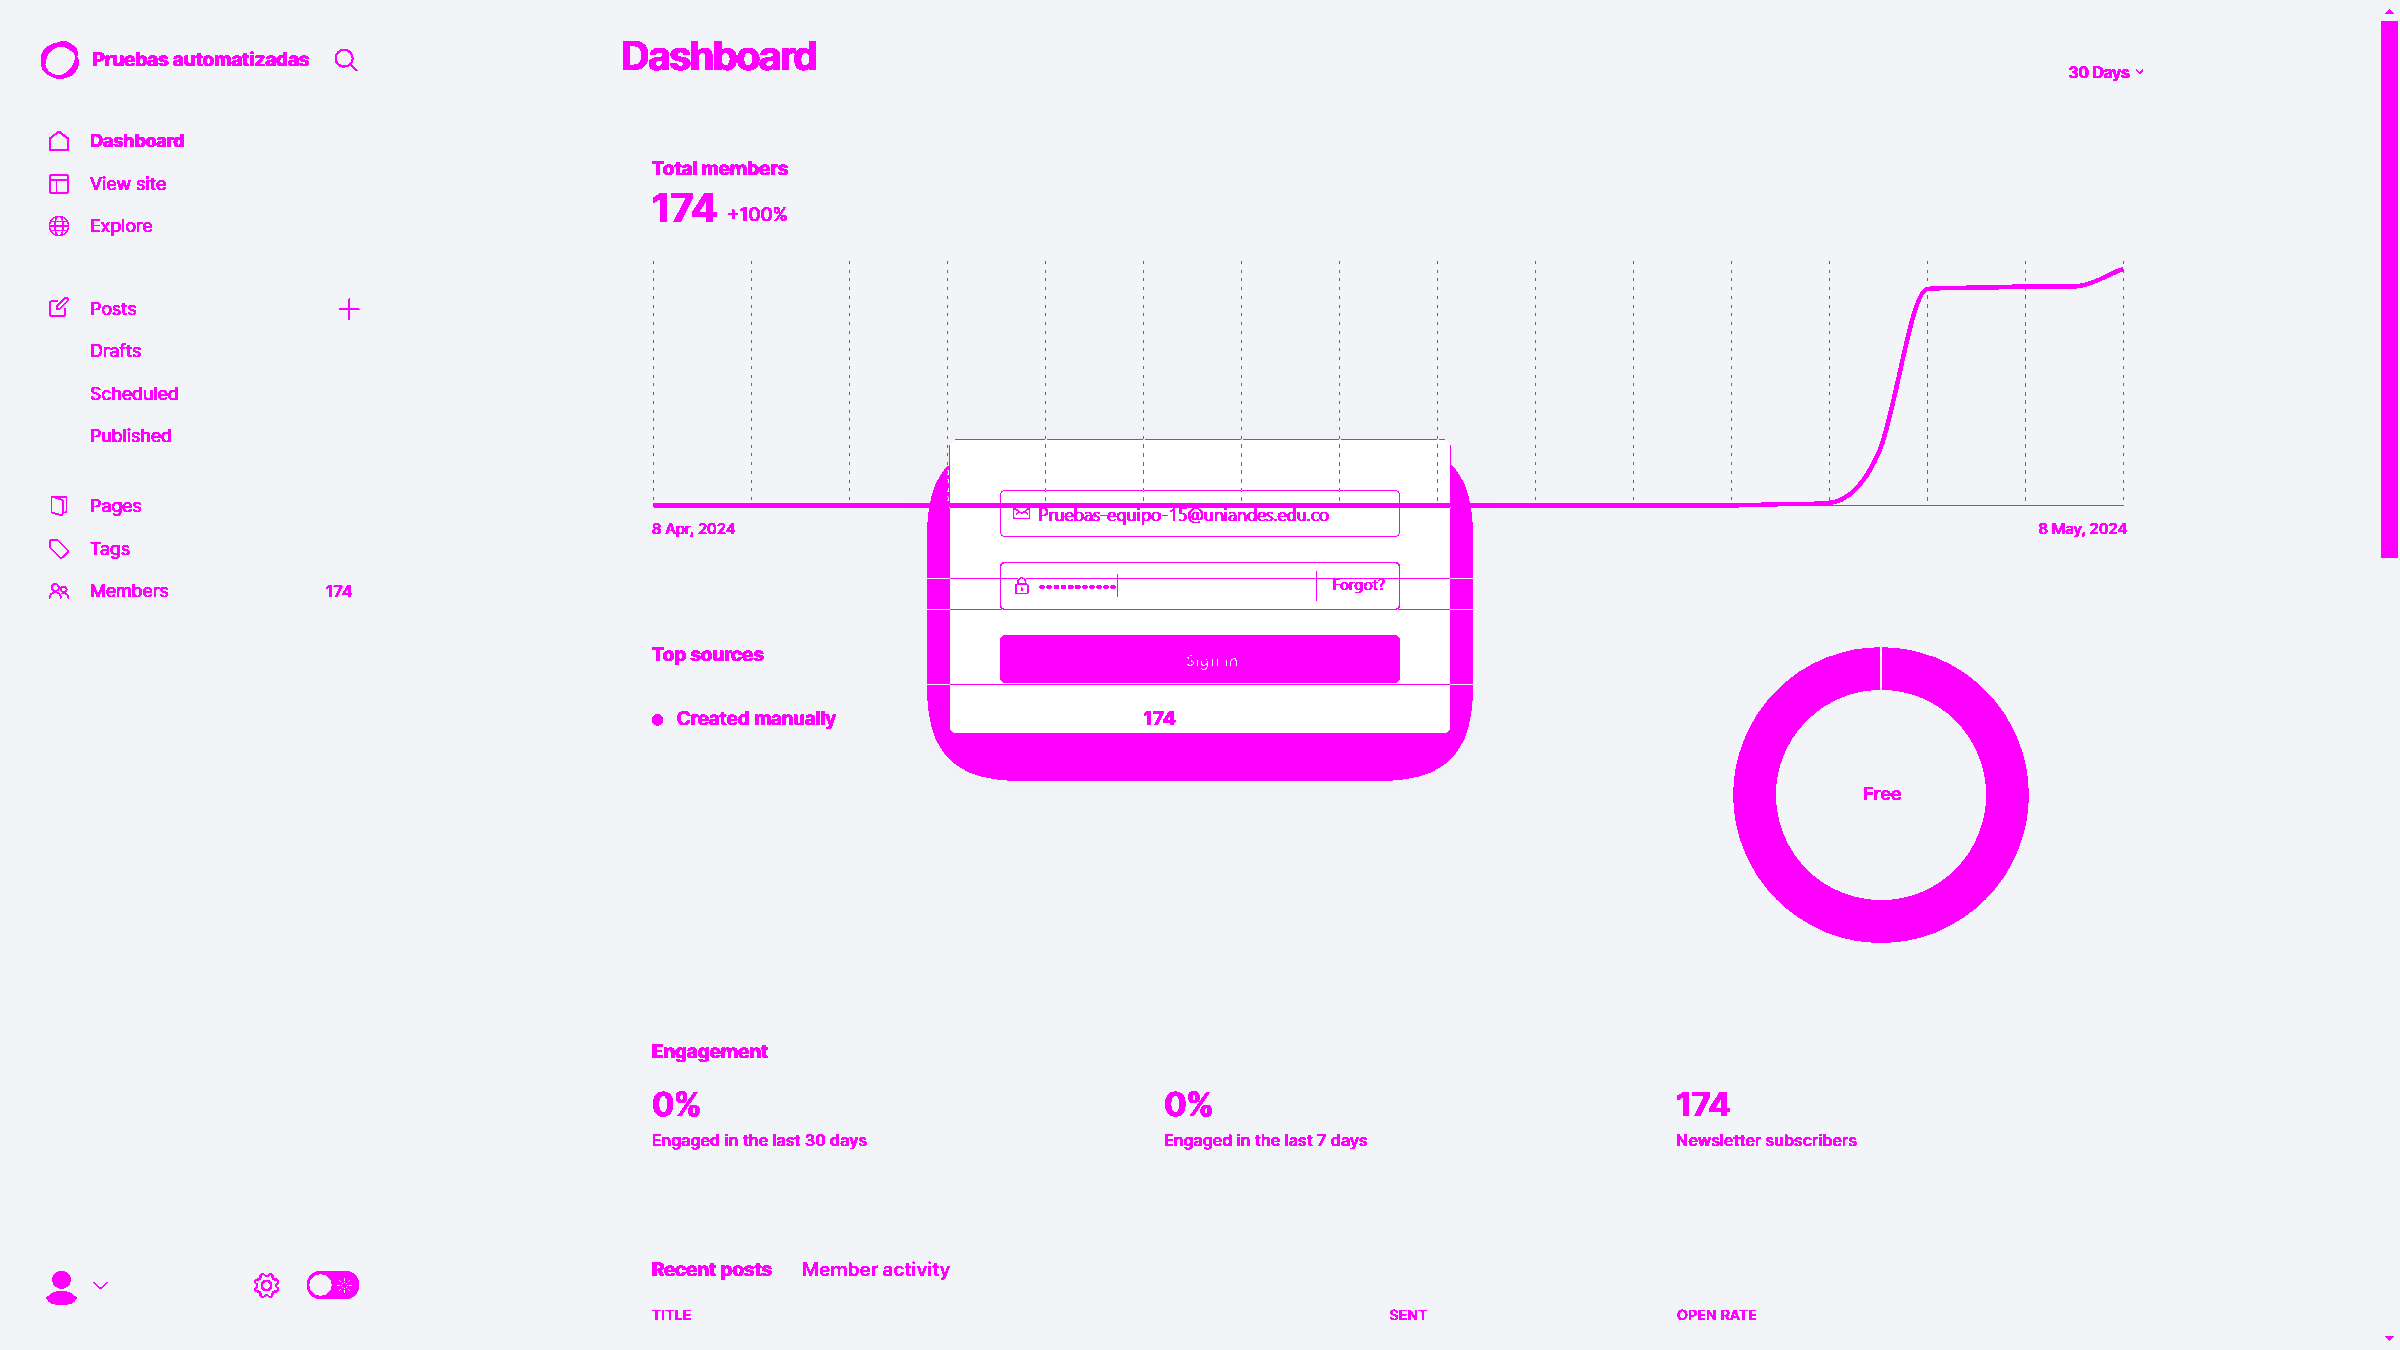 Pruebas automatizadas
Dashboard
View site
Explore
Posts
Drafts
Scheduled
Published
Pages
Tags
Members 174
Dashboard
30 Days
Total members
174 +100%
8 Apr, 2024
8 May, 2024
Pruebas-equipo-15@uniandes.edu.co
Forgot?
Sign in
Top sources
Created manually 174
Free
Engagement
0%
Engaged in the last 30 days
0%
Engaged in the last 7 days
174
Newsletter subscribers
Recent posts Member activity
TITLE SENT OPEN RATE